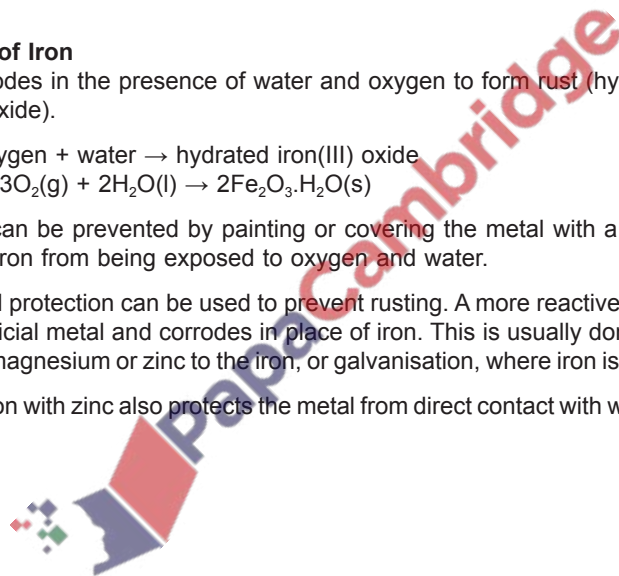 of Iron
odes in the presence of water and oxygen to form rust (hy
xide).
ygen + water → hydrated iron(III) oxide
3O₂(g) + 2H₂O(l) → 2Fe₂O₃.H₂O(s)
can be prevented by painting or covering the metal with a
ron from being exposed to oxygen and water.
l protection can be used to prevent rusting. A more reactive
icial metal and corrodes in place of iron. This is usually dor
magnesium or zinc to the iron, or galvanisation, where iron is
on with zinc also protects the metal from direct contact with w
PapaCambridge